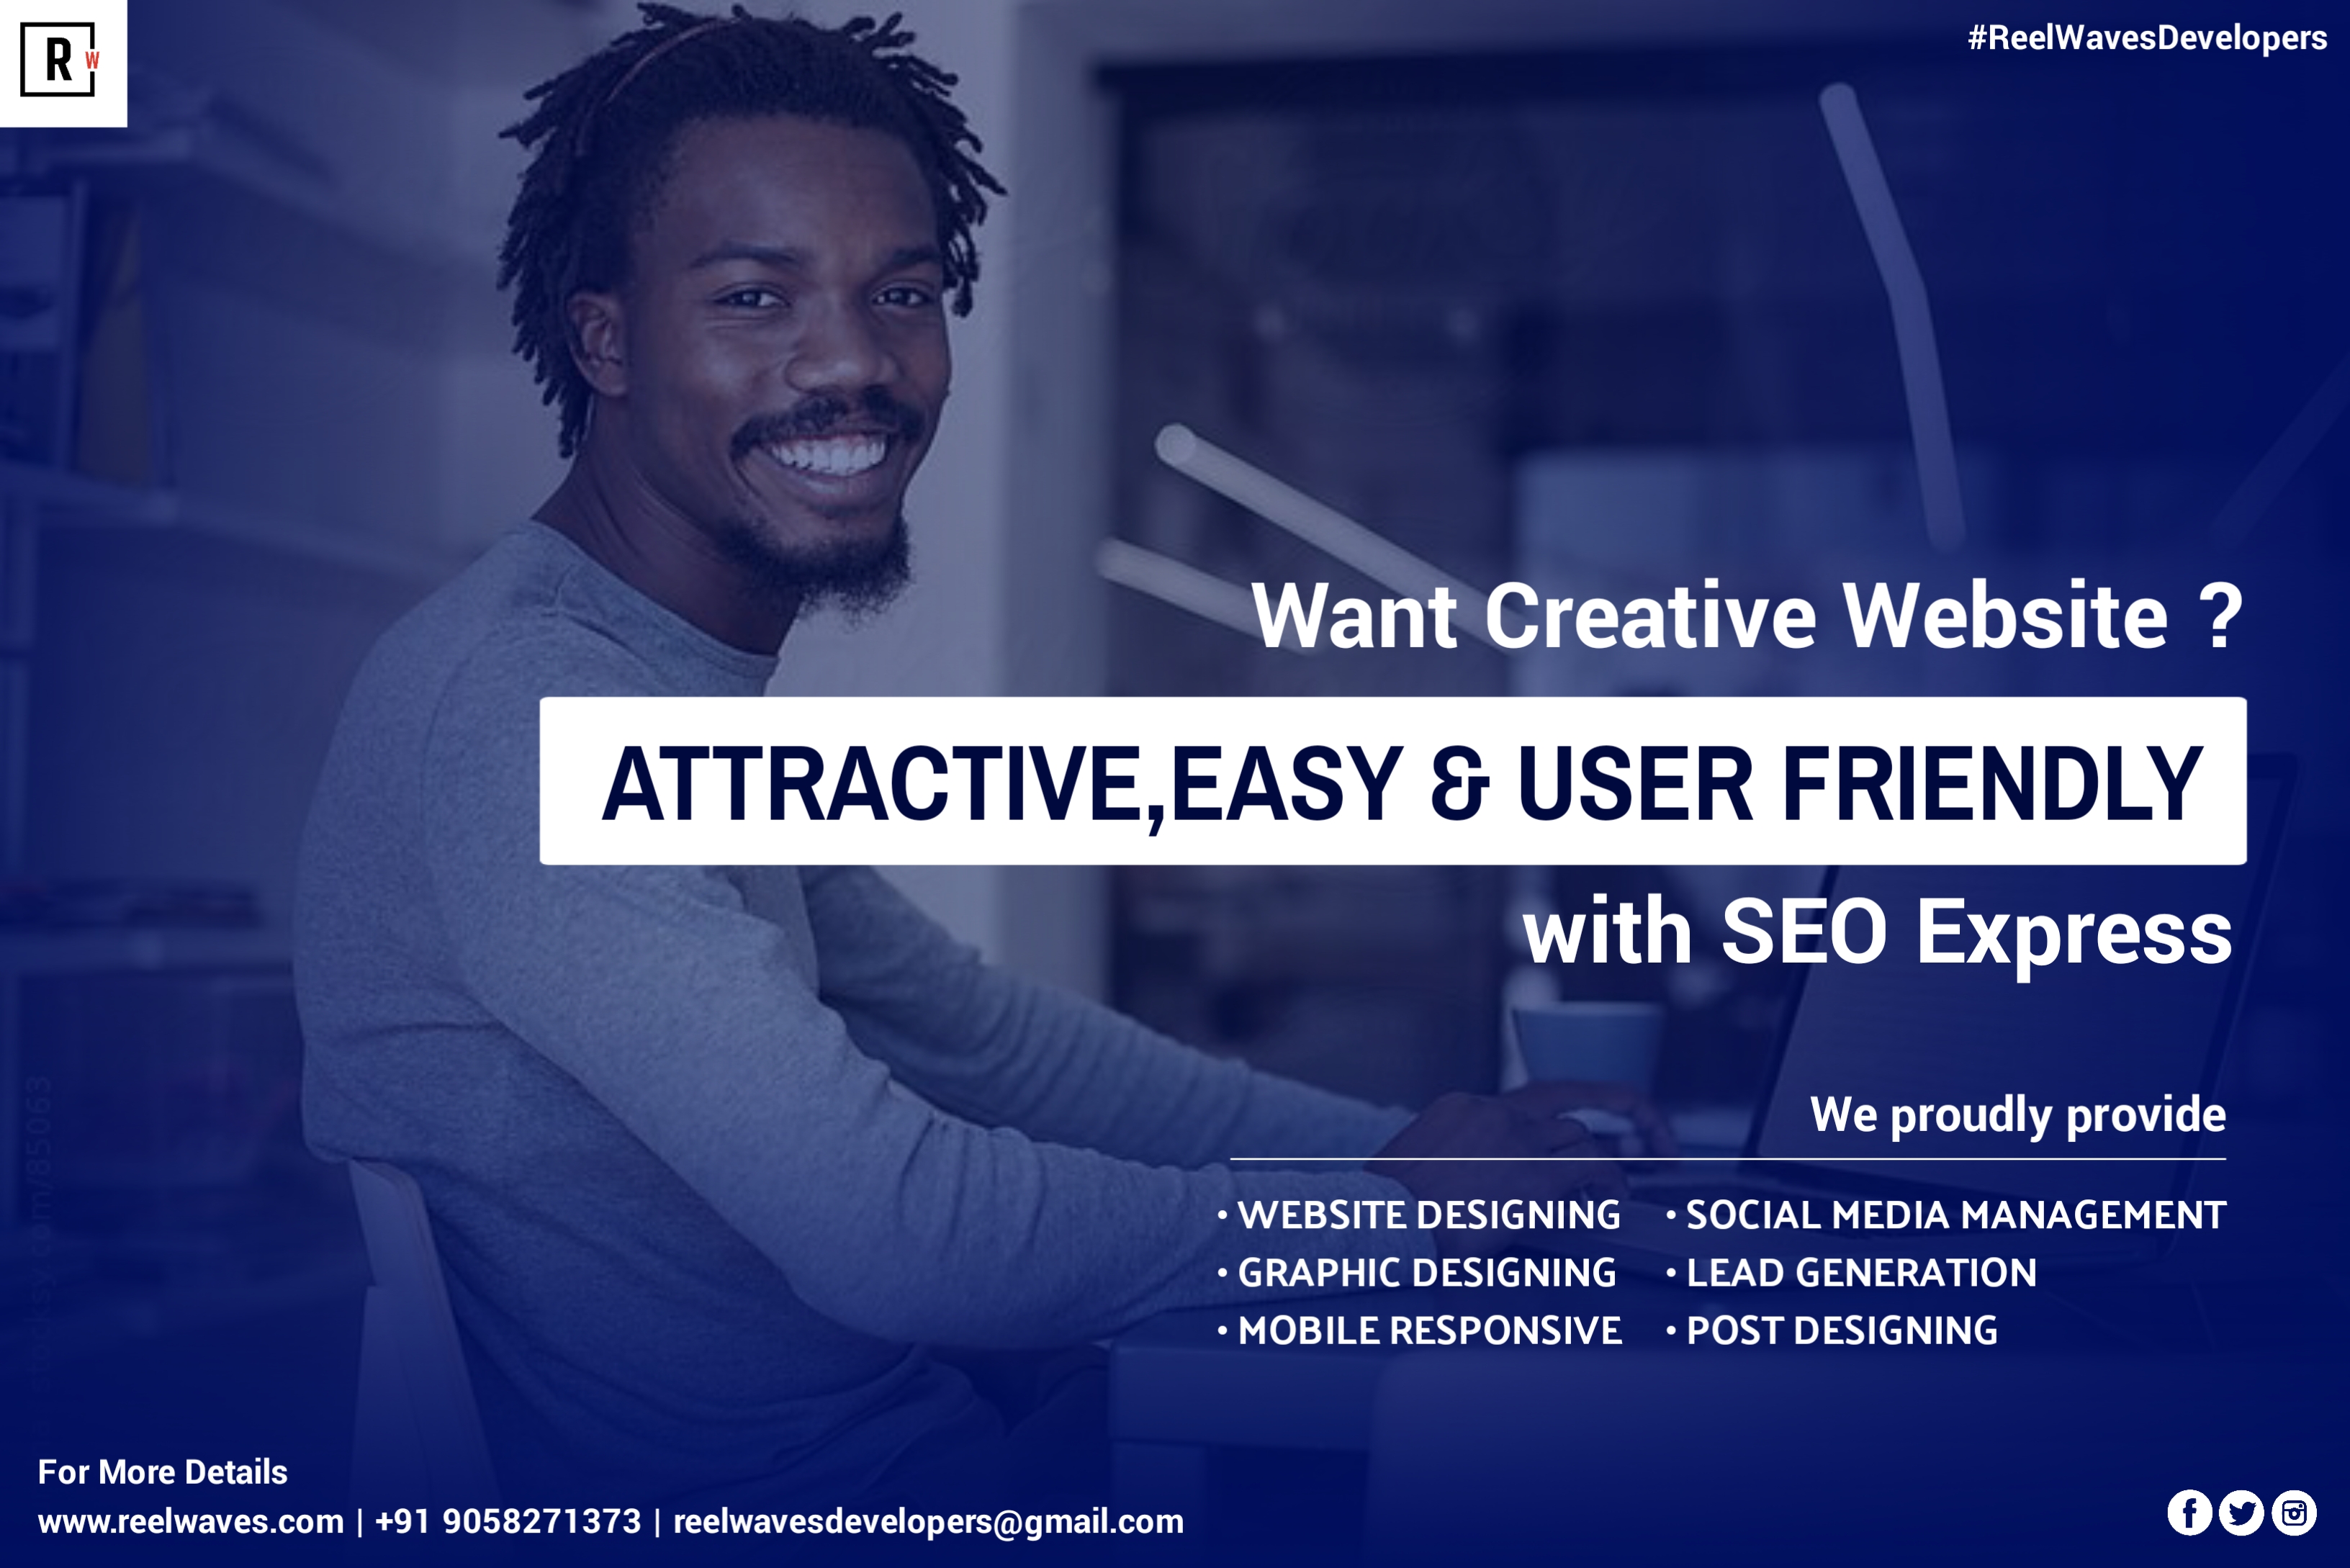 R W
#ReelWavesDevelopers
Want Creative Website ?
ATTRACTIVE,EASY & USER FRIENDLY
with SEO Express
We proudly provide
• WEBSITE DESIGNING
• GRAPHIC DESIGNING
• MOBILE RESPONSIVE
• SOCIAL MEDIA MANAGEMENT
• LEAD GENERATION
• POST DESIGNING
For More Details
www.reelwaves.com | +91 9058271373 | reelwavesdevelopers@gmail.com